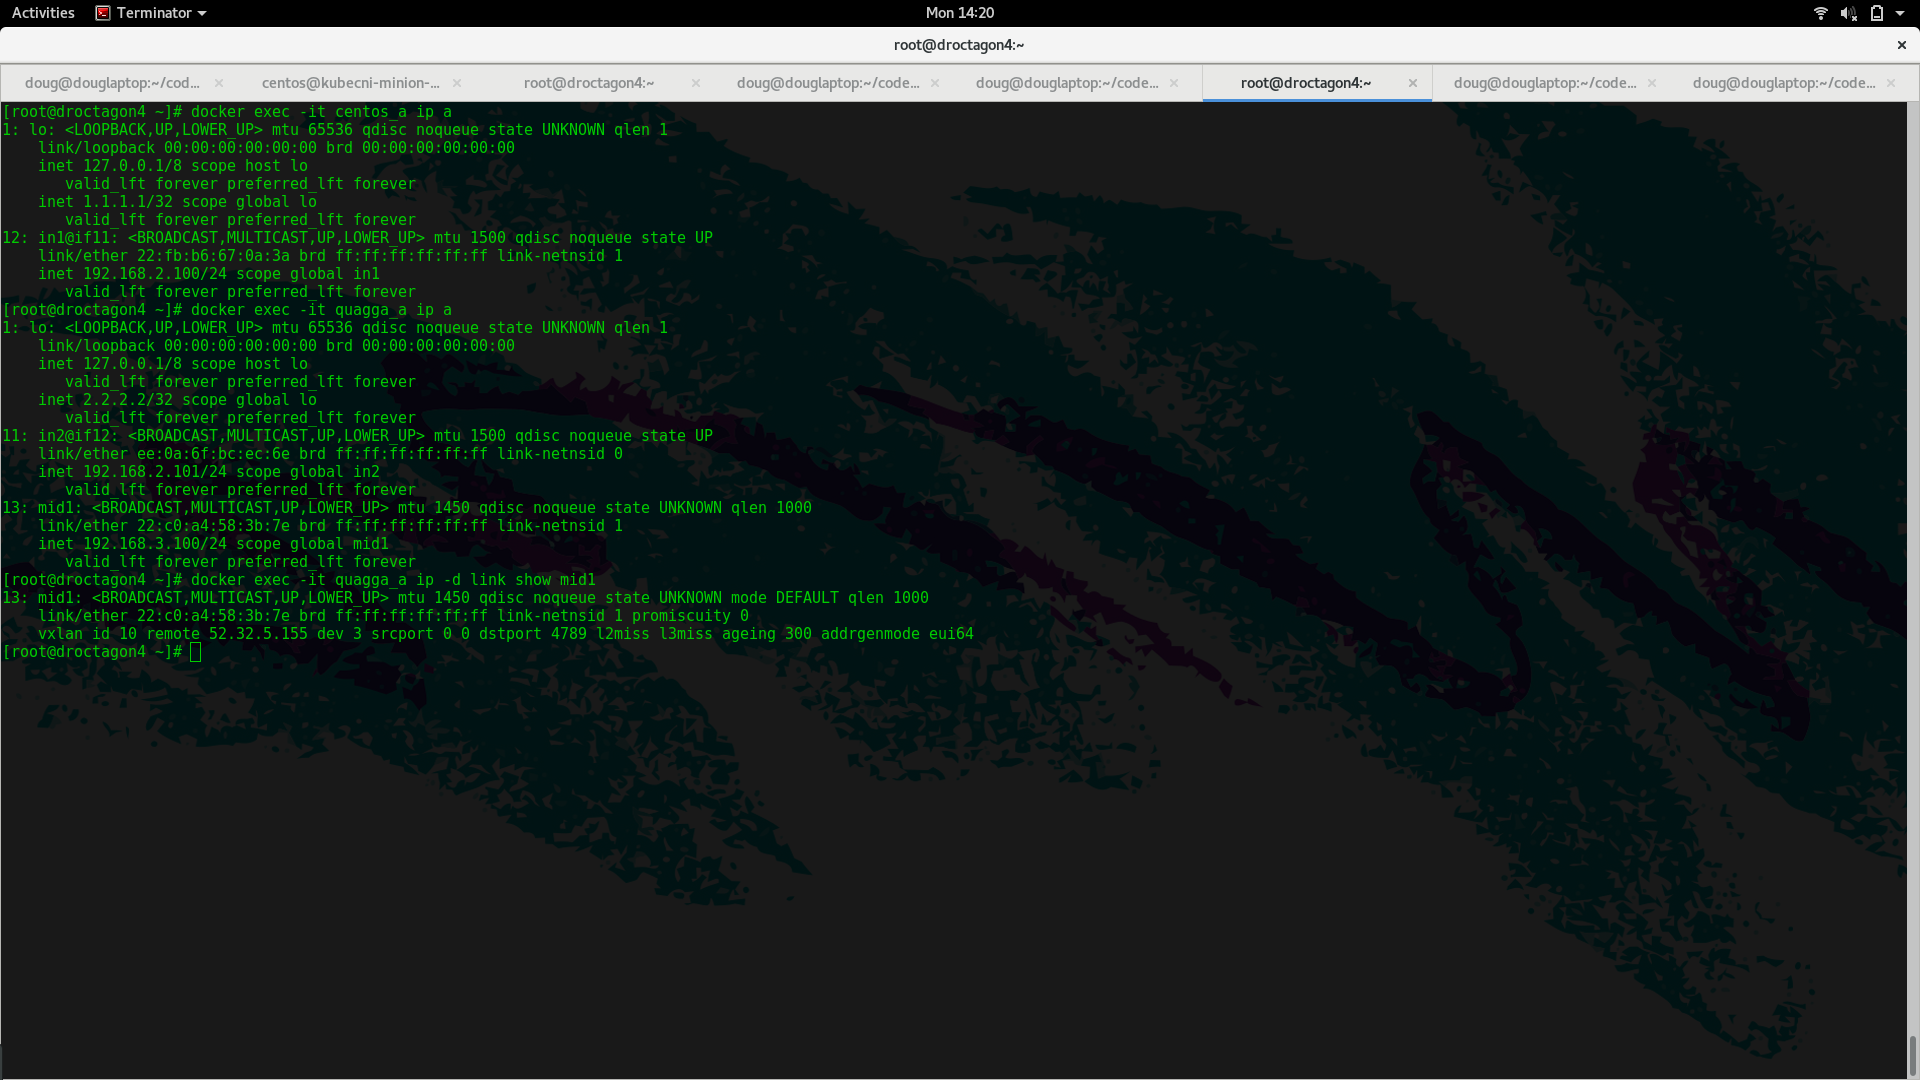 Activities Terminator Mon 14:20
root@droctagon4:~
doug@douglaptop:~/cod... centos@kubecni-minion-... root@droctagon4:~ doug@douglaptop:~/code... doug@douglaptop:~/code... root@droctagon4:~ doug@douglaptop:~/code... doug@douglaptop:~/code...
[root@droctagon4 ~]# docker exec -it centos_a ip a
1: lo: <LOOPBACK,UP,LOWER_UP> mtu 65536 qdisc noqueue state UNKNOWN qlen 1
    link/loopback 00:00:00:00:00:00 brd 00:00:00:00:00:00
    inet 127.0.0.1/8 scope host lo
       valid_lft forever preferred_lft forever
    inet 1.1.1.1/32 scope global lo
       valid_lft forever preferred_lft forever
12: in1@if11: <BROADCAST,MULTICAST,UP,LOWER_UP> mtu 1500 qdisc noqueue state UP
    link/ether 22:fb:b6:67:0a:3a brd ff:ff:ff:ff:ff:ff link-netnsid 1
    inet 192.168.2.100/24 scope global in1
       valid_lft forever preferred_lft forever
[root@droctagon4 ~]# docker exec -it quagga_a ip a
1: lo: <LOOPBACK,UP,LOWER_UP> mtu 65536 qdisc noqueue state UNKNOWN qlen 1
    link/loopback 00:00:00:00:00:00 brd 00:00:00:00:00:00
    inet 127.0.0.1/8 scope host lo
       valid_lft forever preferred_lft forever
    inet 2.2.2.2/32 scope global lo
       valid_lft forever preferred_lft forever
11: in2@if12: <BROADCAST,MULTICAST,UP,LOWER_UP> mtu 1500 qdisc noqueue state UP
    link/ether ee:0a:6f:bc:ec:6e brd ff:ff:ff:ff:ff:ff link-netnsid 0
    inet 192.168.2.101/24 scope global in2
       valid_lft forever preferred_lft forever
13: mid1: <BROADCAST,MULTICAST,UP,LOWER_UP> mtu 1450 qdisc noqueue state UNKNOWN qlen 1000
    link/ether 22:c0:a4:58:3b:7e brd ff:ff:ff:ff:ff:ff link-netnsid 1
    inet 192.168.3.100/24 scope global mid1
       valid_lft forever preferred_lft forever
[root@droctagon4 ~]# docker exec -it quagga_a ip -d link show mid1
13: mid1: <BROADCAST,MULTICAST,UP,LOWER_UP> mtu 1450 qdisc noqueue state UNKNOWN mode DEFAULT qlen 1000
    link/ether 22:c0:a4:58:3b:7e brd ff:ff:ff:ff:ff:ff link-netnsid 1 promiscuity 0
    vxlan id 10 remote 52.32.5.155 dev 3 srcport 0 0 dstport 4789 l2miss l3miss ageing 300 addrgenmode eui64
[root@droctagon4 ~]#